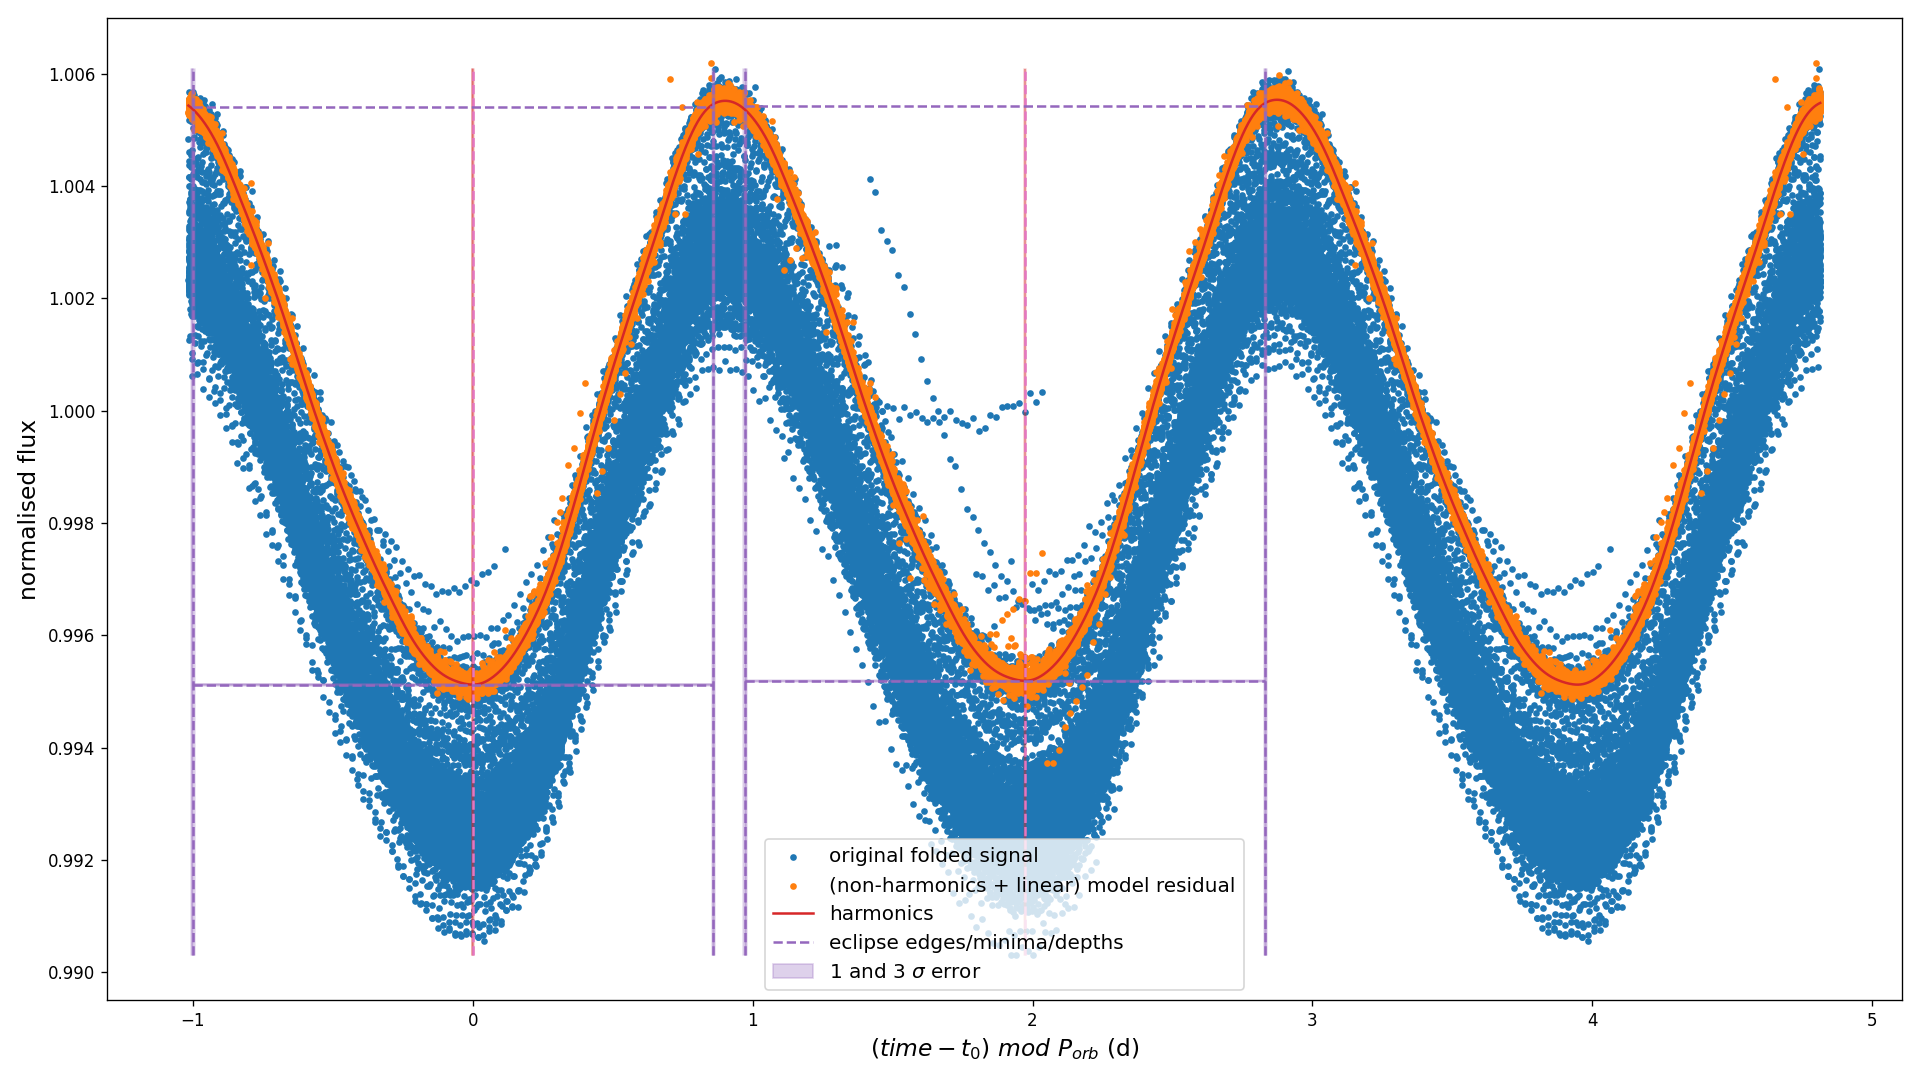 normalised flux
1.006
1.004
1.002
1.000
0.998
0.996
0.994
0.992
0.990
original folded signal
(non-harmonics + linear) model residual
harmonics
eclipse edges/minima/depths
1 and 3 σ error
−1 0 1 2 3 4 5
(time − t₀) mod Pₒᵣb (d)